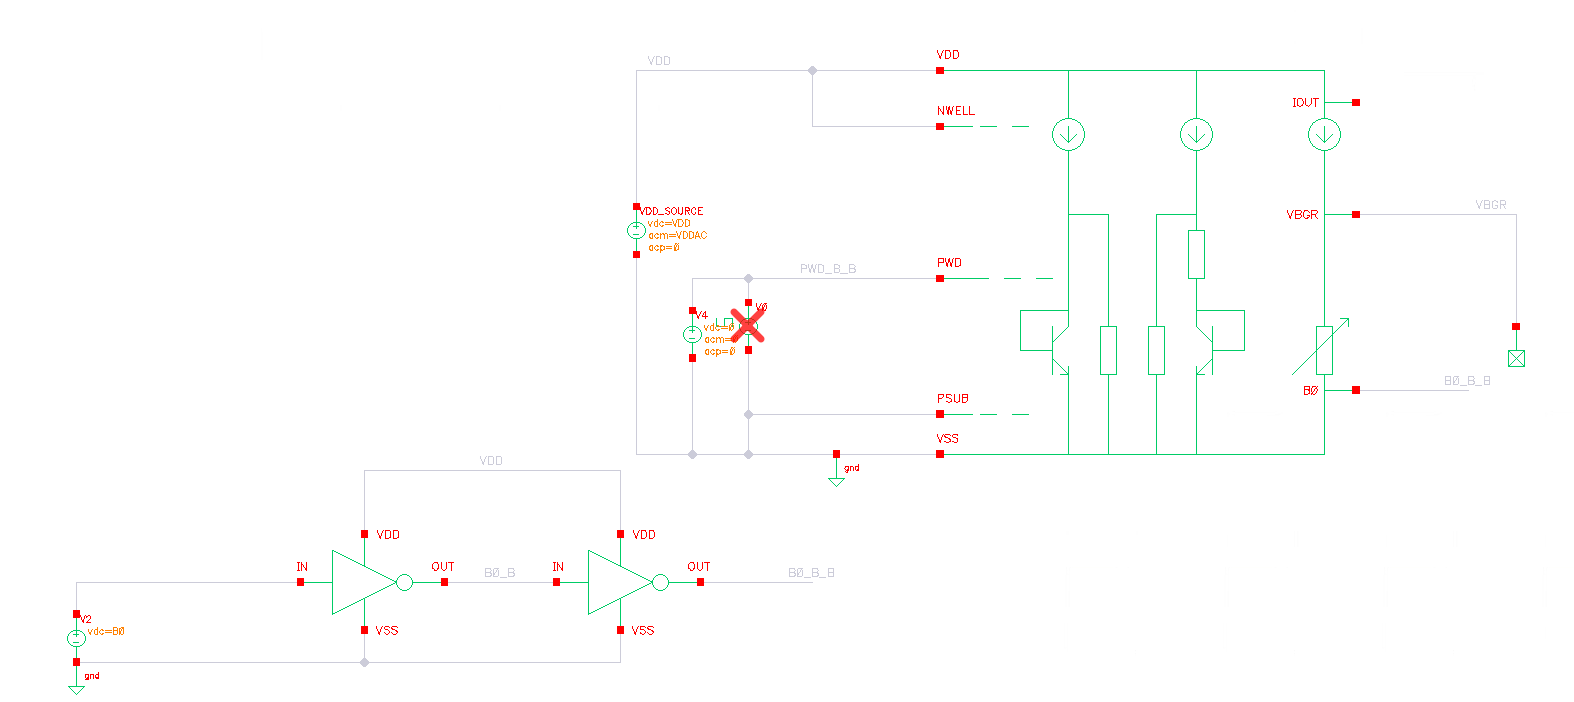 VDD
VDD
NWELL
IOUT
VDD_SOURCE
vdc=VDD
acm=VDDAC
acp=0
VBGR
VBGR
PWD_B_B
PWD
V4
V0
vdc=0
acm=
acp=0
B0_B_B
B0
PSUB
VSS
gnd
VDD
VDD
VDD
IN
OUT
B0_B
IN
OUT
B0_B_B
V2
vdc=B0
VSS
VSS
gnd